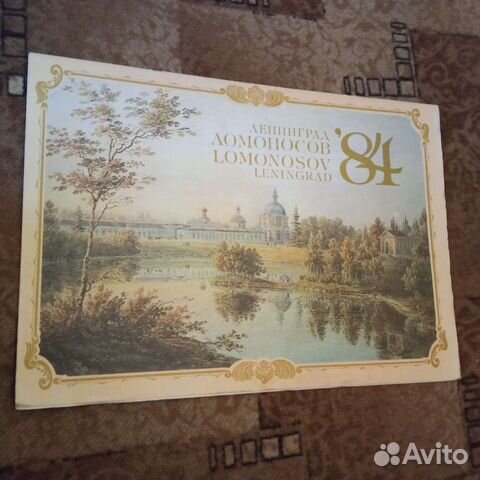 ЛЕНИНГРАД
ЛОМОНОСОВ
LOMONOSOV
LENINGRAD
'84
Avito